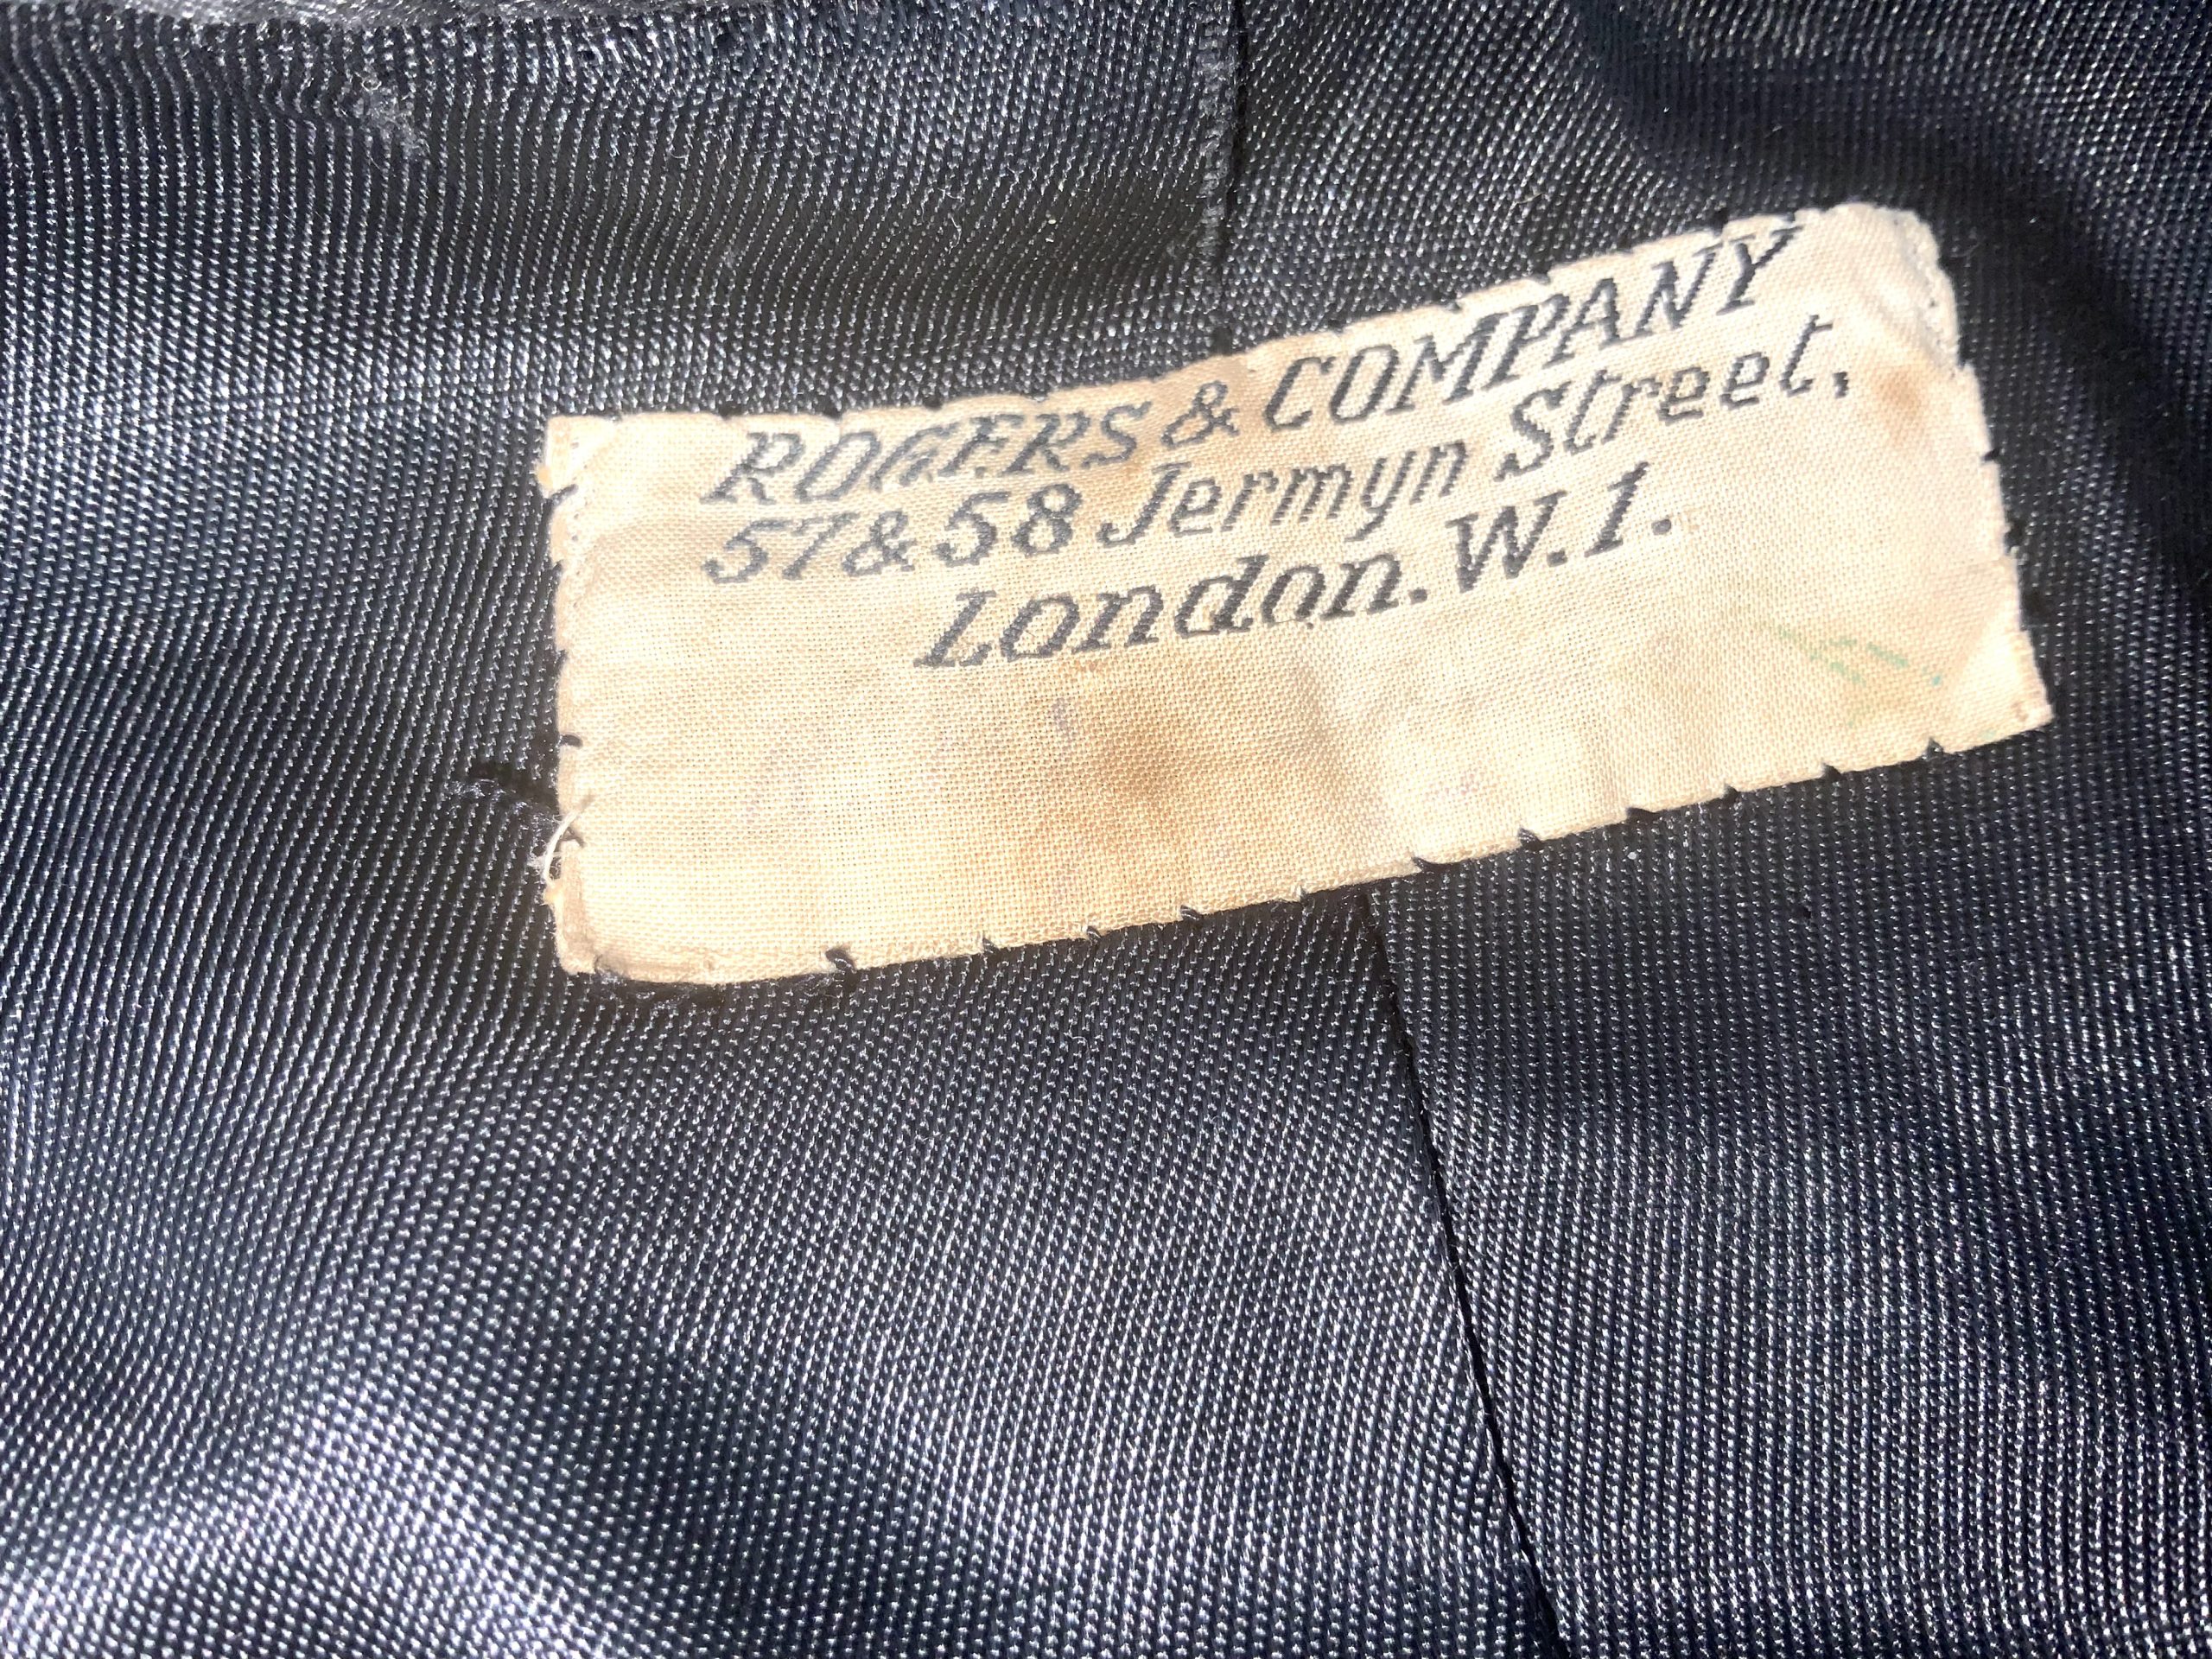 ROGERS & COMPANY
57 & 58 Jermyn Street,
London. W.1.